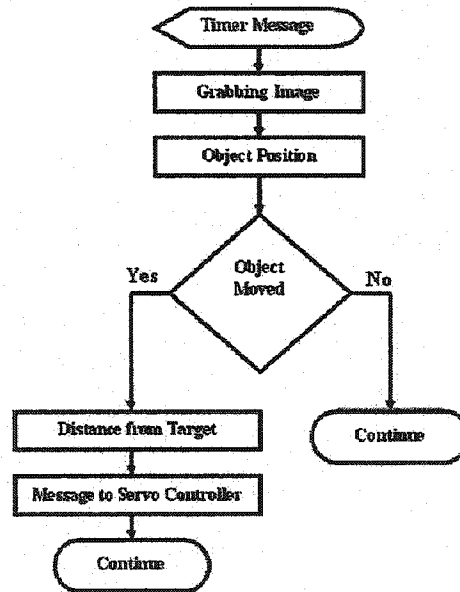 Timer Message
Grabbing Image
Object Position
Object
Moved
Yes
No
Distance from Target
Continue
Message to Servo Controller
Continue